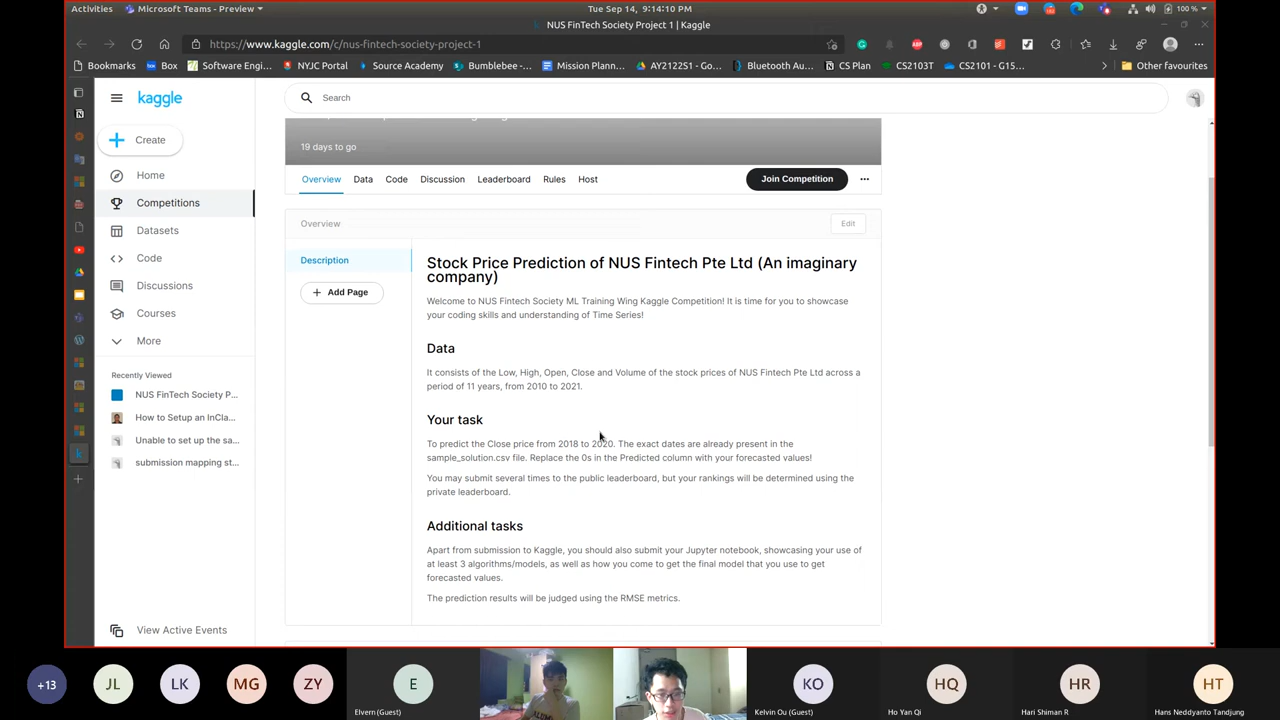 Activities
Microsoft Teams - Preview
Tue Sep 14, 9:14:10 PM
100 %
NUS FinTech Society Project 1 | Kaggle
https://www.kaggle.com/c/nus-fintech-society-project-1
Bookmarks
Box
Software Engi...
NYJC Portal
Source Academy
Bumblebee -...
Mission Plann...
AY2122S1 - Go...
Bluetooth Au...
CS Plan
CS2103T
CS2101 - G15...
Other favourites
kaggle
Search
19 days to go
Create
Home
Competitions
Datasets
Code
Discussions
Courses
More
Recently Viewed
NUS FinTech Society P...
How to Setup an InCla...
Unable to set up the sa...
submission mapping st...
View Active Events
Overview
Data
Code
Discussion
Leaderboard
Rules
Host
Join Competition
Overview
Edit
Description
Add Page
Stock Price Prediction of NUS Fintech Pte Ltd (An imaginary
company)
Welcome to NUS Fintech Society ML Training Wing Kaggle Competition! It is time for you to showcase
your coding skills and understanding of Time Series!
Data
It consists of the Low, High, Open, Close and Volume of the stock prices of NUS Fintech Pte Ltd across a
period of 11 years, from 2010 to 2021.
Your task
To predict the Close price from 2018 to 2020. The exact dates are already present in the
sample_solution.csv file. Replace the 0s in the Predicted column with your forecasted values!
You may submit several times to the public leaderboard, but your rankings will be determined using the
private leaderboard.
Additional tasks
Apart from submission to Kaggle, you should also submit your Jupyter notebook, showcasing your use of
at least 3 algorithms/models, as well as how you come to get the final model that you use to get
forecasted values.
The prediction results will be judged using the RMSE metrics.
+13
JL
LK
MG
ZY
E
Elvern (Guest)
KO
Kelvin Ou (Guest)
HQ
Ho Yan Qi
HR
Hari Shiman R
HT
Hans Neddyanto Tandjung